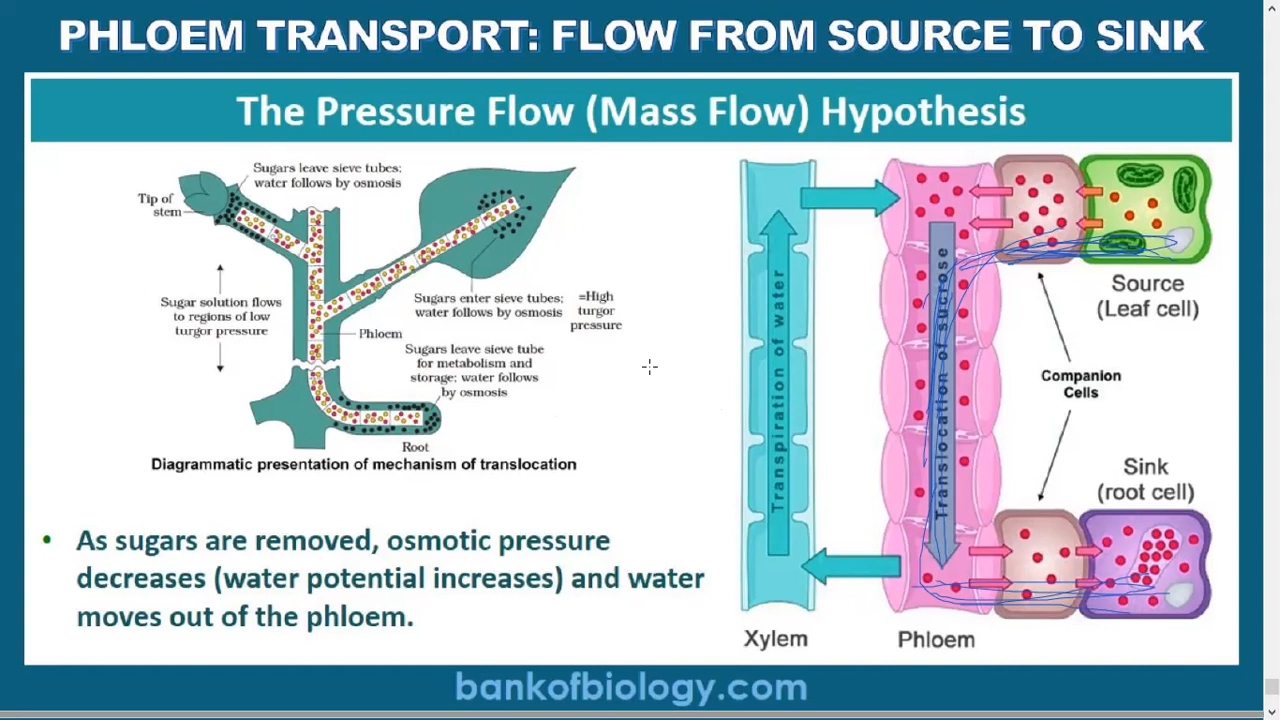 PHLOEM TRANSPORT: FLOW FROM SOURCE TO SINK
The Pressure Flow (Mass Flow) Hypothesis
Sugars leave sieve tubes;
water follows by osmosis
Tip of
stem
Sugar solution flows
to regions of low
turgor pressure
Sugars enter sieve tubes;
water follows by osmosis
=High
turgor
pressure
Phloem
Sugars leave sieve tube
for metabolism and
storage; water follows
by osmosis
Root
Diagrammatic presentation of mechanism of translocation
• As sugars are removed, osmotic pressure
decreases (water potential increases) and water
moves out of the phloem.
Transpiration of water
Translocation of sucrose
Source
(Leaf cell)
Companion
Cells
Sink
(root cell)
Xylem
Phloem
bankofbiology.com